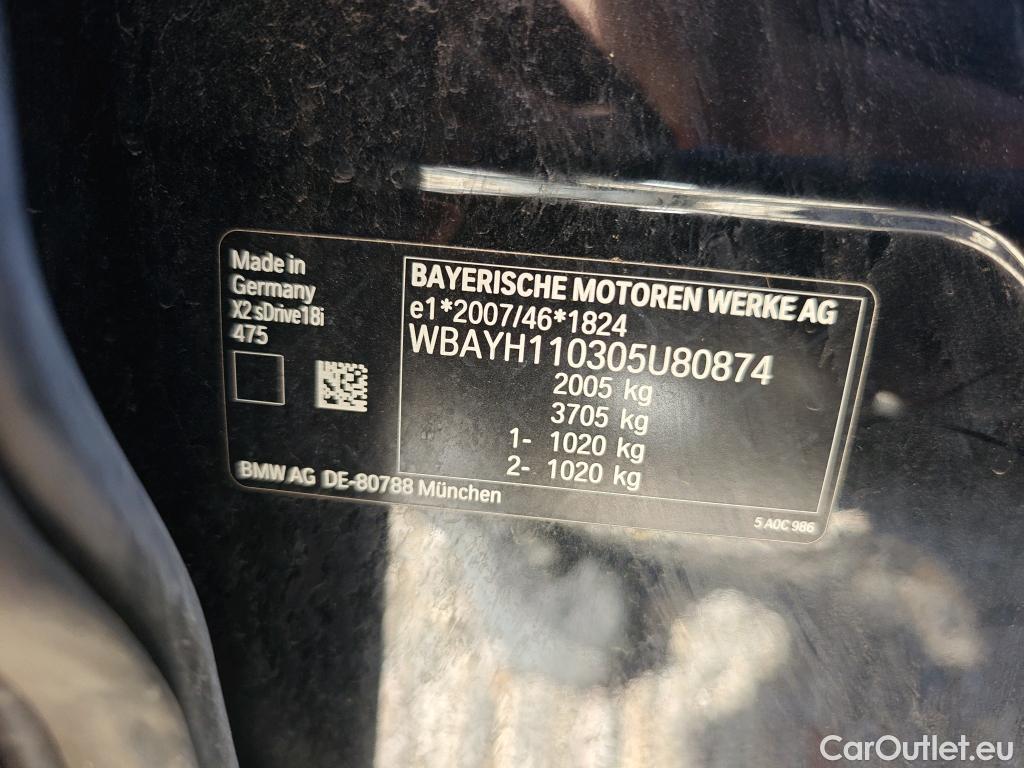 Made in
Germany
X2 sDrive18i
475
BAYERISCHE MOTOREN WERKE AG
e1*2007/46*1824
WBAYH110305U80874
2005 kg
3705 kg
1- 1020 kg
2- 1020 kg
BMW AG DE-80788 München
5 A0C 986
CarOutlet.eu